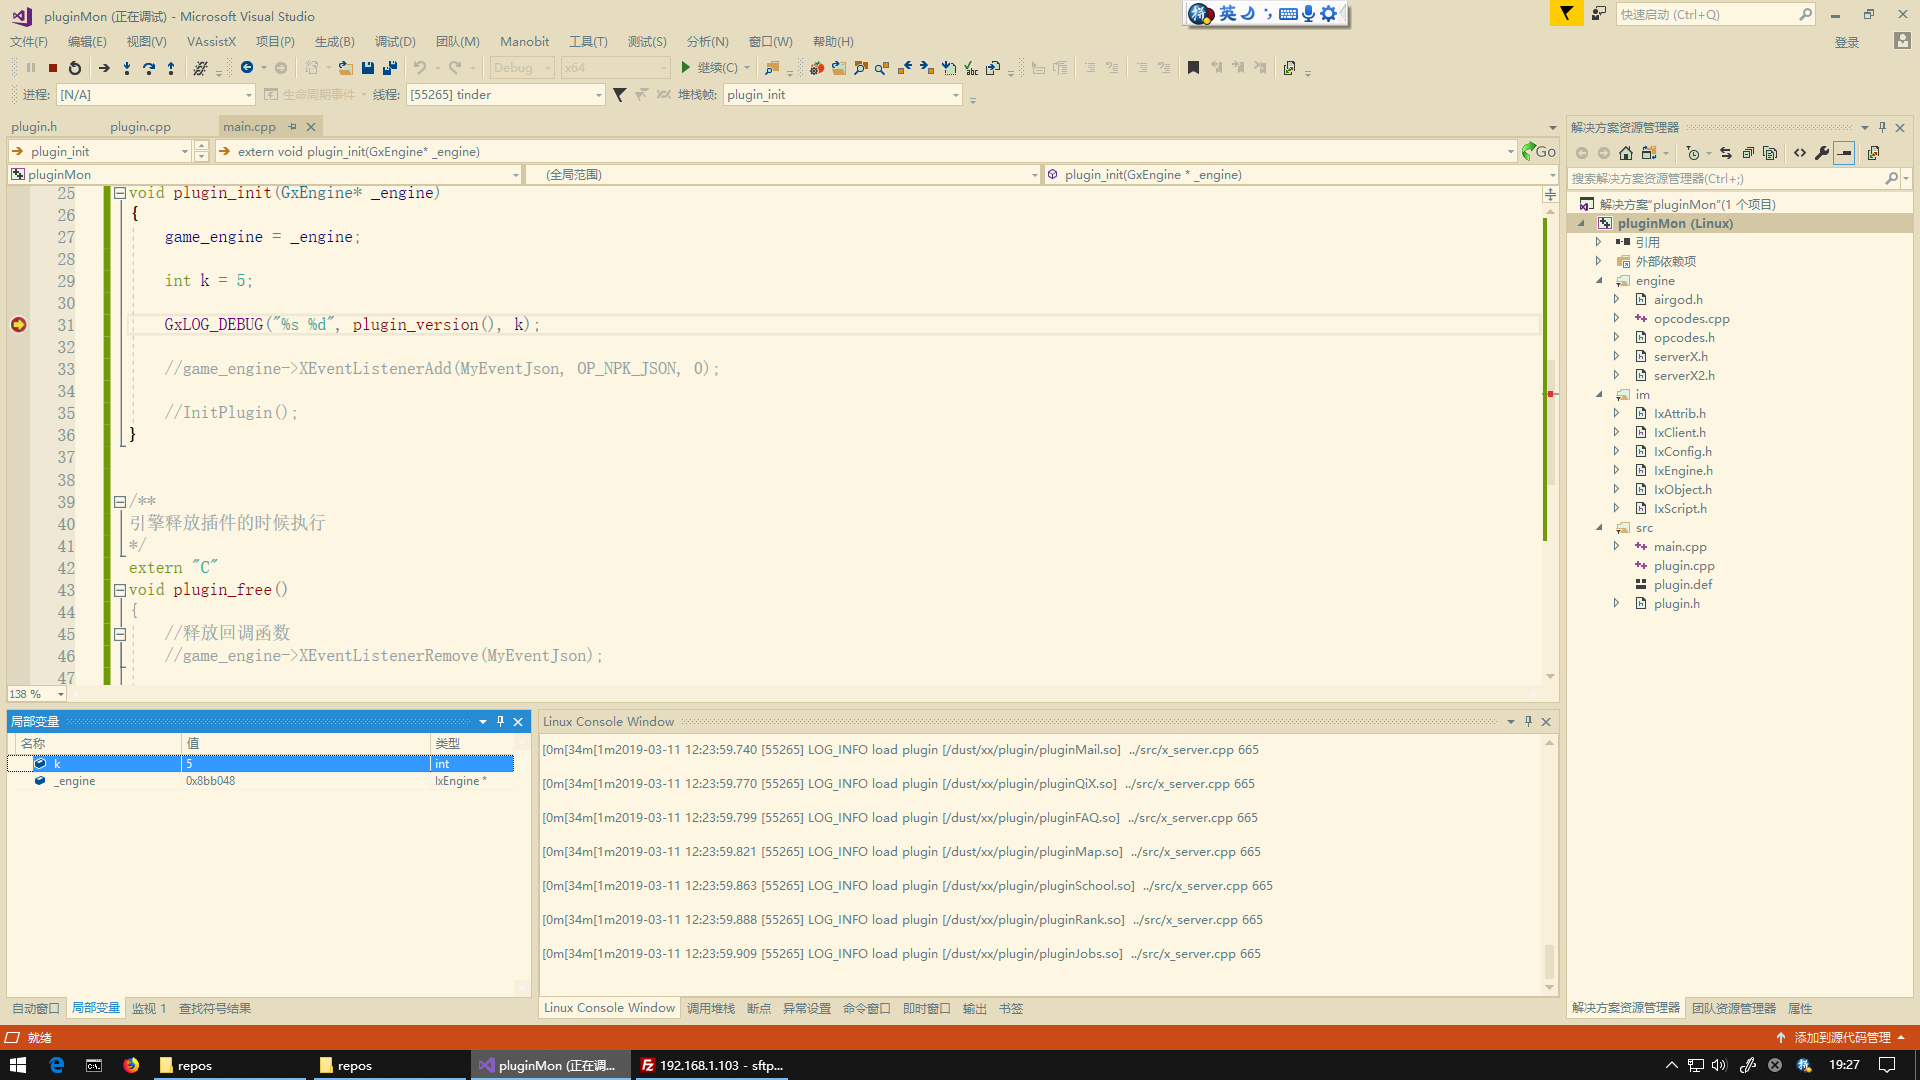 pluginMon (正在调试) - Microsoft Visual Studio
英
快速启动 (Ctrl+Q)
文件(F) 编辑(E) 视图(V) VAssistX 项目(P) 生成(B) 调试(D) 团队(M) Manobit 工具(T) 测试(S) 分析(N) 窗口(W) 帮助(H)
登录
Debug x64 继续(C)
进程: [N/A] 生命周期事件 线程: [55265] tinder 堆栈帧: plugin_init
plugin.h plugin.cpp main.cpp
plugin_init extern void plugin_init(GxEngine* _engine) Go
pluginMon (全局范围) plugin_init(GxEngine * _engine)
25 void plugin_init(GxEngine* _engine)
26 {
27 game_engine = _engine;
28
29 int k = 5;
30
31 GxLOG_DEBUG("%s %d", plugin_version(), k);
32
33 //game_engine->XEventListenerAdd(MyEventJson, OP_NPK_JSON, 0);
34
35 //InitPlugin();
36 }
37
38
39 /**
40 引擎释放插件的时候执行
41 */
42 extern "C"
43 void plugin_free()
44 {
45 //释放回调函数
46 //game_engine->XEventListenerRemove(MyEventJson);
47
138 %
解决方案资源管理器
搜索解决方案资源管理器(Ctrl+;)
解决方案"pluginMon"(1 个项目)
pluginMon (Linux)
引用
外部依赖项
engine
airgod.h
opcodes.cpp
opcodes.h
serverX.h
serverX2.h
im
IxAttrib.h
IxClient.h
IxConfig.h
IxEngine.h
IxObject.h
IxScript.h
src
main.cpp
plugin.cpp
plugin.def
plugin.h
局部变量
名称 值 类型
k 5 int
_engine 0x8bb048 IxEngine *
自动窗口 局部变量 监视 1 查找符号结果
Linux Console Window
[0m[34m[1m2019-03-11 12:23:59.740 [55265] LOG_INFO load plugin [/dust/xx/plugin/pluginMail.so] ../src/x_server.cpp 665
[0m[34m[1m2019-03-11 12:23:59.770 [55265] LOG_INFO load plugin [/dust/xx/plugin/pluginQiX.so] ../src/x_server.cpp 665
[0m[34m[1m2019-03-11 12:23:59.799 [55265] LOG_INFO load plugin [/dust/xx/plugin/pluginFAQ.so] ../src/x_server.cpp 665
[0m[34m[1m2019-03-11 12:23:59.821 [55265] LOG_INFO load plugin [/dust/xx/plugin/pluginMap.so] ../src/x_server.cpp 665
[0m[34m[1m2019-03-11 12:23:59.863 [55265] LOG_INFO load plugin [/dust/xx/plugin/pluginSchool.so] ../src/x_server.cpp 665
[0m[34m[1m2019-03-11 12:23:59.888 [55265] LOG_INFO load plugin [/dust/xx/plugin/pluginRank.so] ../src/x_server.cpp 665
[0m[34m[1m2019-03-11 12:23:59.909 [55265] LOG_INFO load plugin [/dust/xx/plugin/pluginJobs.so] ../src/x_server.cpp 665
Linux Console Window 调用堆栈 断点 异常设置 命令窗口 即时窗口 输出 书签
解决方案资源管理器 团队资源管理器 属性
就绪
添加到源代码管理
repos repos pluginMon (正在调... 192.168.1.103 - sftp... 19:27